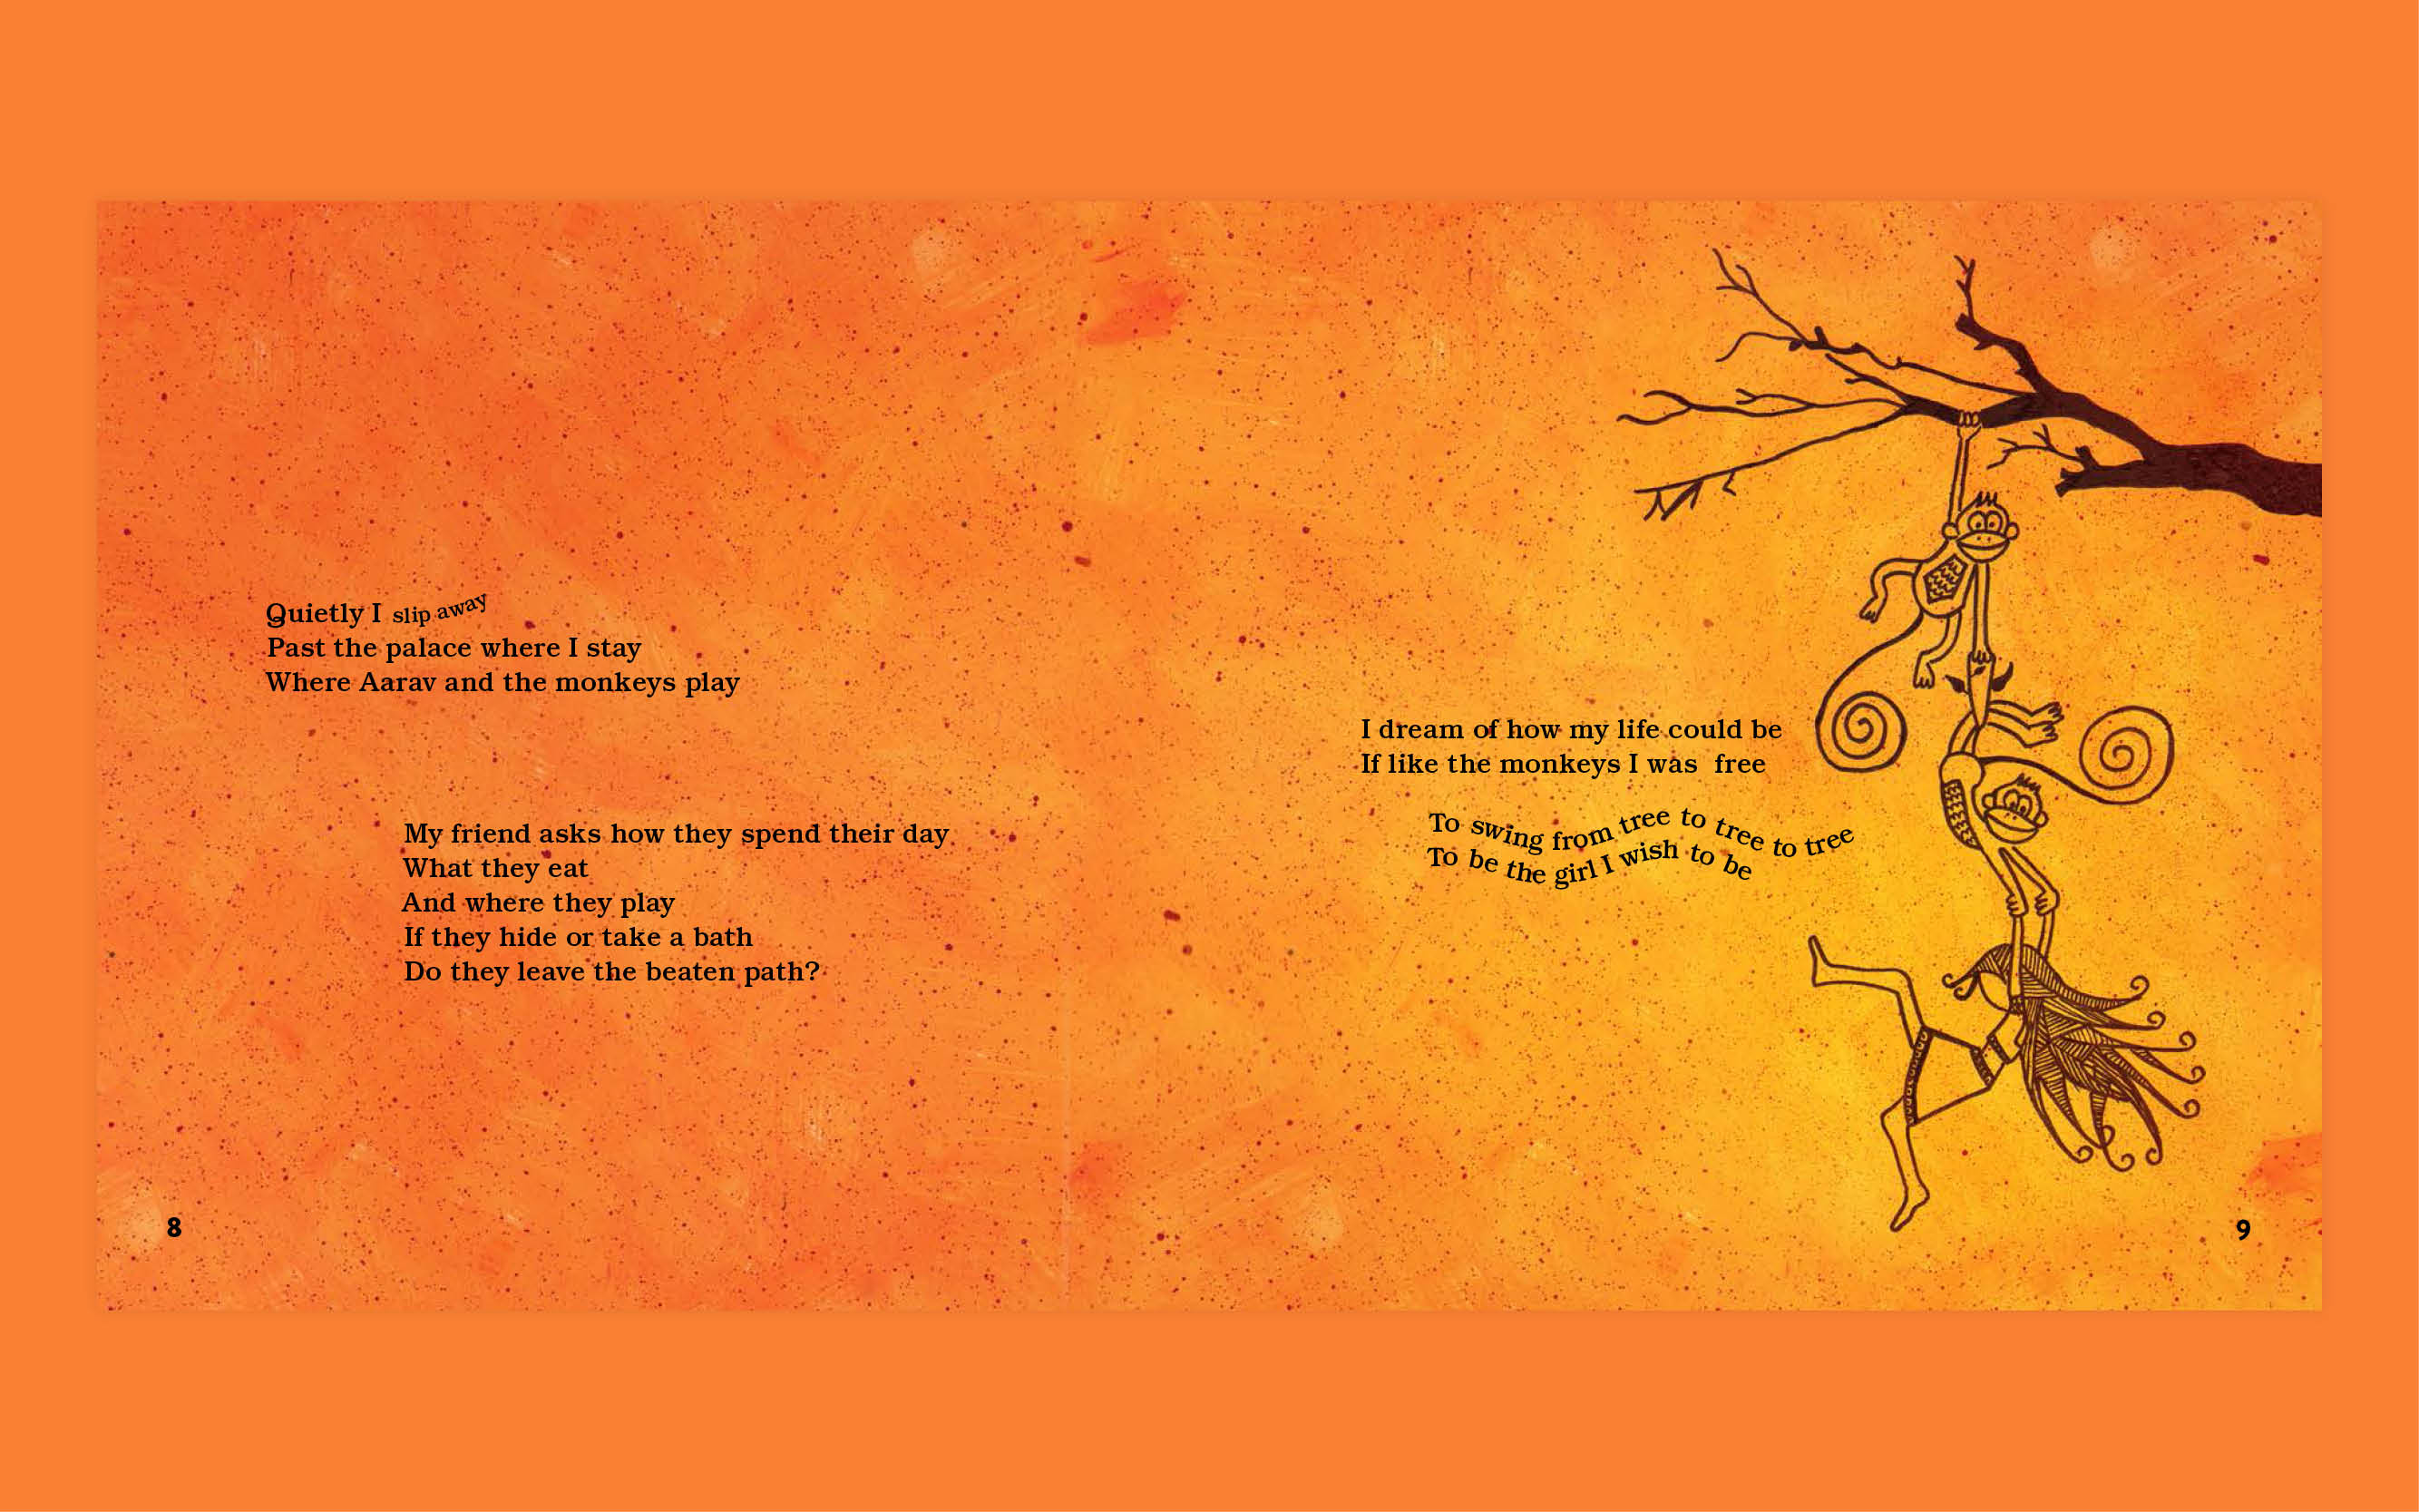 Quietly I slip away
Past the palace where I stay
Where Aarav and the monkeys play
My friend asks how they spend their day
What they eat
And where they play
If they hide or take a bath
Do they leave the beaten path?
8
I dream of how my life could be
If like the monkeys I was  free
To swing from tree to tree to tree
To be the girl I wish to be
9